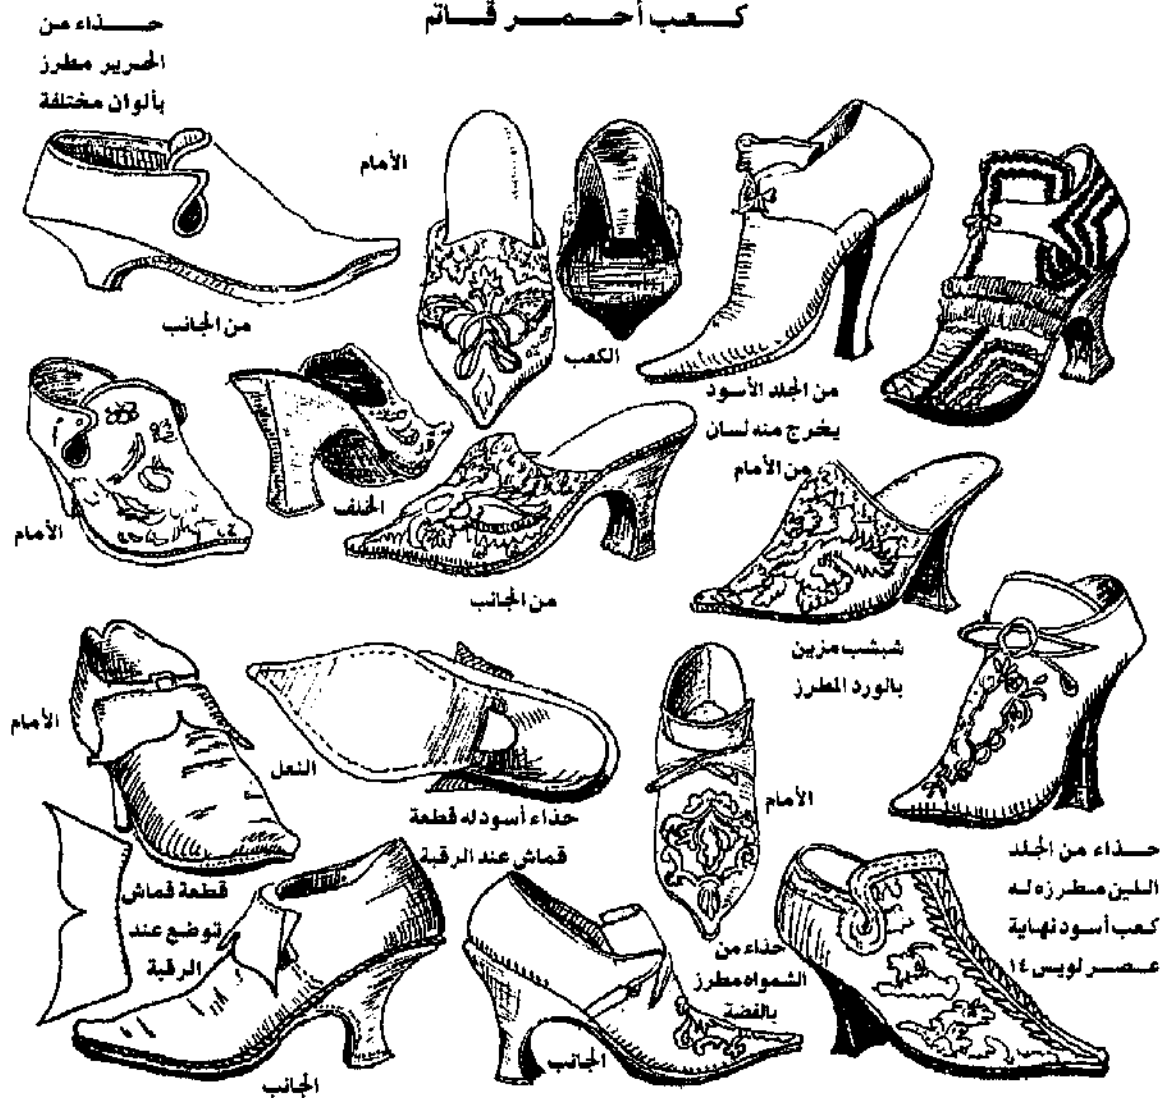 كعب أحمر قاتم
حذاء من
الحرير مطرز
بألوان مختلفة
الأمام
من الجانب
الكعب
من الجلد الأسود
يخرج منه لسان
من الأمام
الأمام
الخلف
من الجانب
شبشب مزين
بالورد المطرز
الأمام
النعل
حذاء أسود له قطعة
قماش عند الرقبة
الأمام
قطعة قماش
توضع عند
الرقبة
حذاء من
الشمواه مطرز
بالفضة
حذاء من الجلد
اللين مطرزه له
كعب أسود نهاية
عصر لويس ١٤
الجانب
الجانب